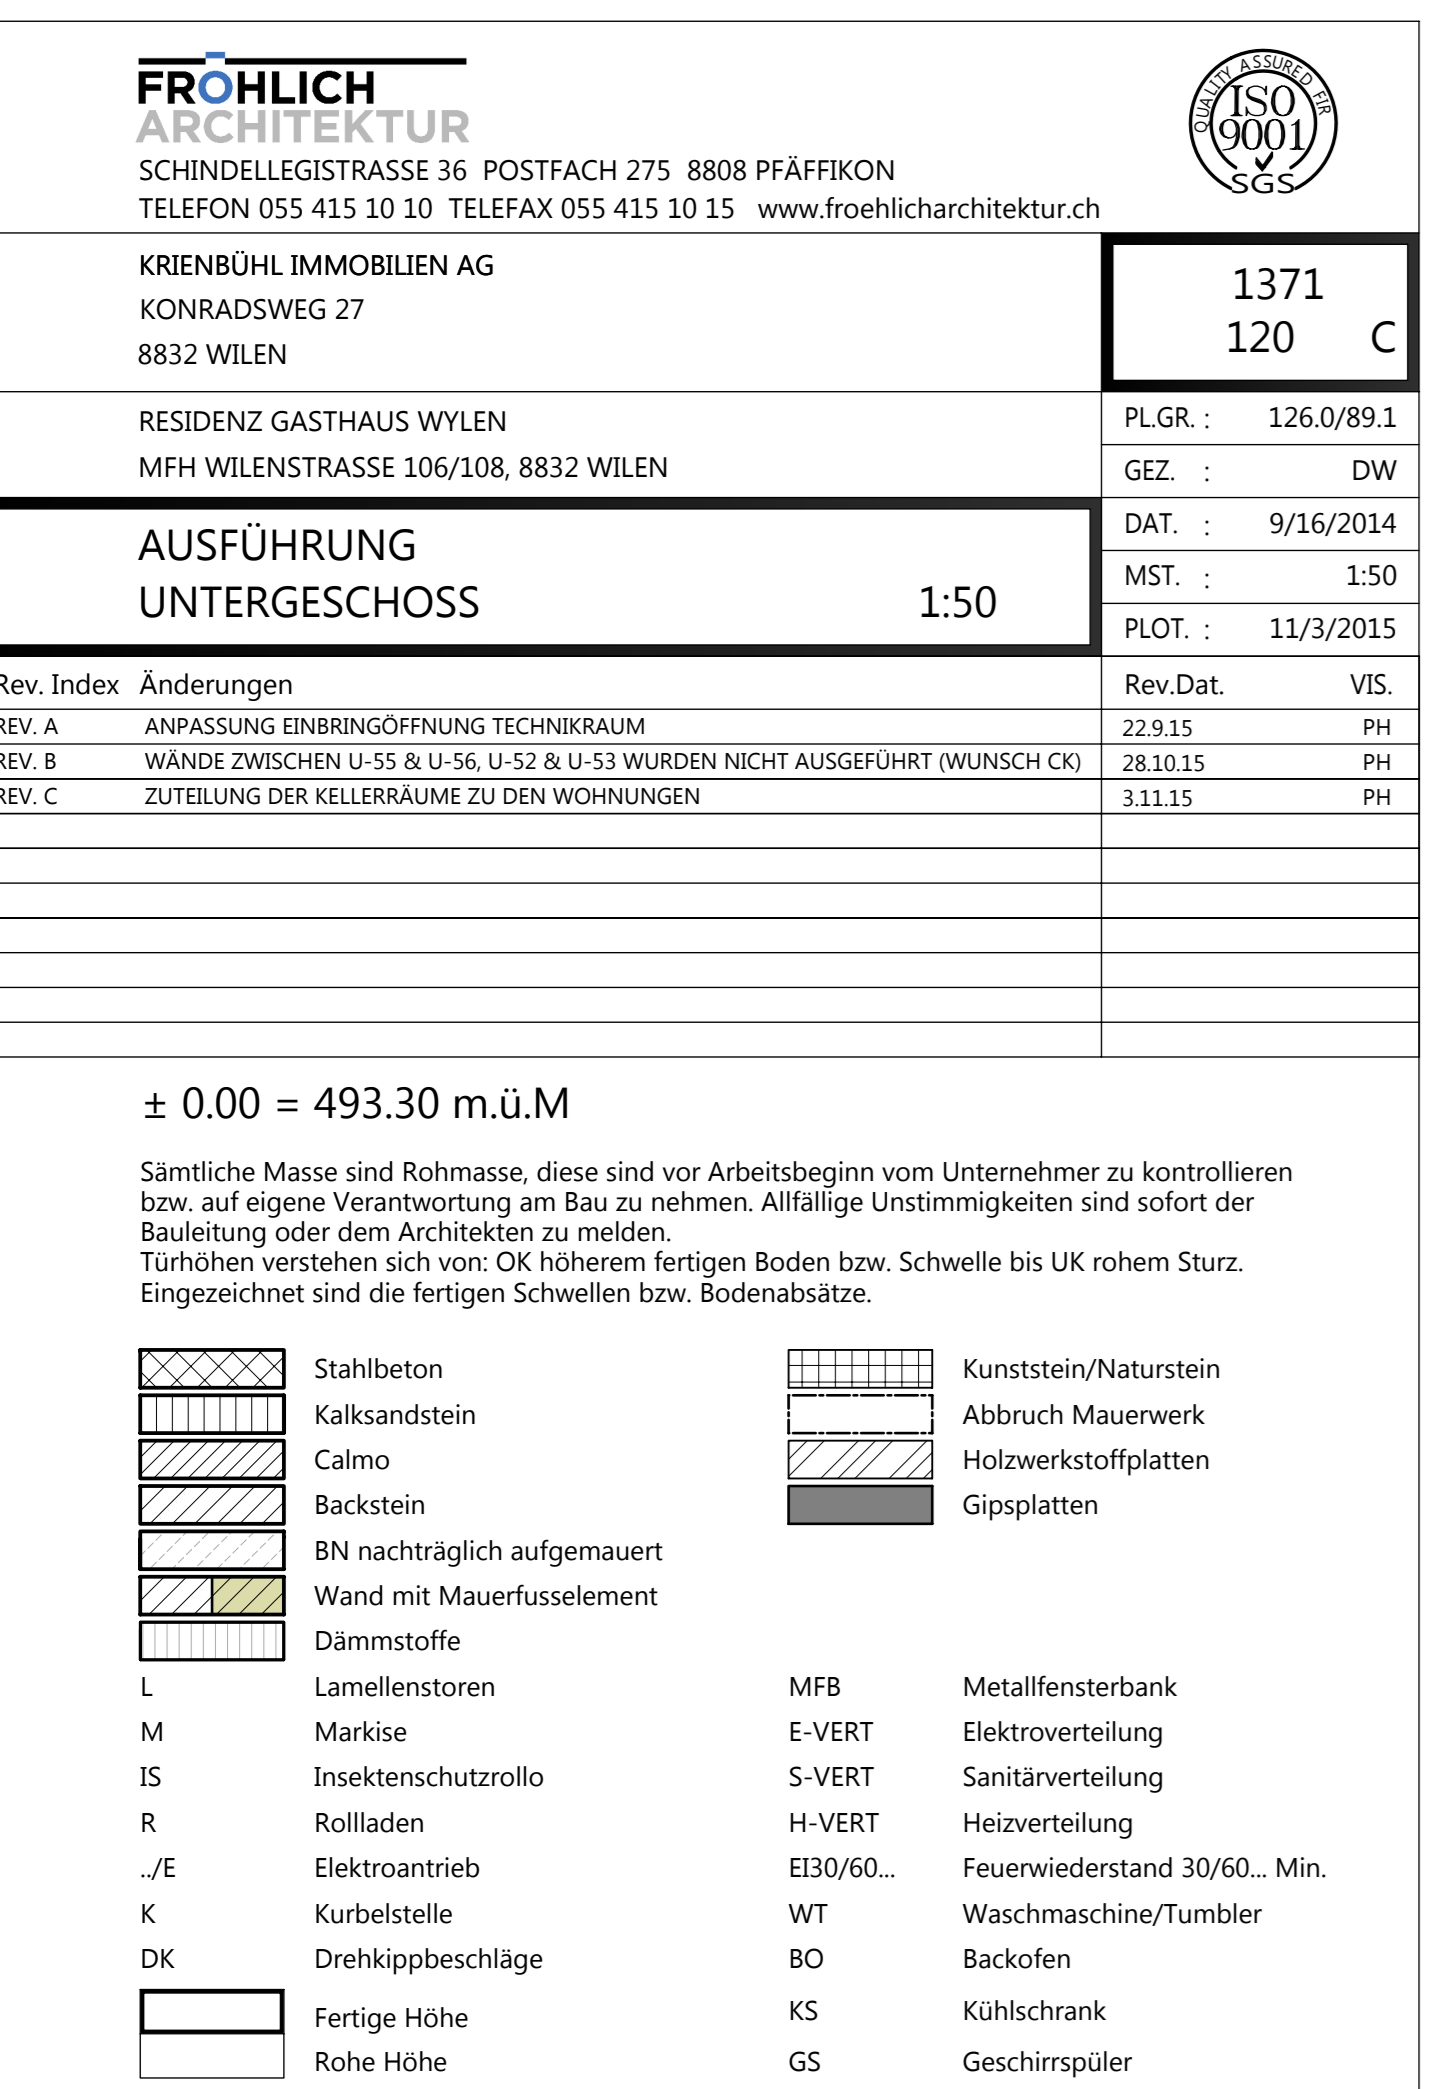 FRÖHLICH
ARCHITEKTUR
QUALITY ASSURED FIR
ISO
9001
SGS
SCHINDELLEGISTRASSE 36 POSTFACH 275 8808 PFÄFFIKON
TELEFON 055 415 10 10 TELEFAX 055 415 10 15 www.froehlicharchitektur.ch
KRIENBÜHL IMMOBILIEN AG
KONRADSWEG 27
8832 WILEN
1371
120 C
RESIDENZ GASTHAUS WYLEN
MFH WILENSTRASSE 106/108, 8832 WILEN
PL.GR. : 126.0/89.1
GEZ. : DW
AUSFÜHRUNG
UNTERGESCHOSS 1:50
DAT. : 9/16/2014
MST. : 1:50
PLOT. : 11/3/2015
Rev. Index Änderungen Rev.Dat. VIS.
REV. A ANPASSUNG EINBRINGÖFFNUNG TECHNIKRAUM 22.9.15 PH
REV. B WÄNDE ZWISCHEN U-55 & U-56, U-52 & U-53 WURDEN NICHT AUSGEFÜHRT (WUNSCH CK) 28.10.15 PH
REV. C ZUTEILUNG DER KELLERRÄUME ZU DEN WOHNUNGEN 3.11.15 PH
± 0.00 = 493.30 m.ü.M
Sämtliche Masse sind Rohmasse, diese sind vor Arbeitsbeginn vom Unternehmer zu kontrollieren
bzw. auf eigene Verantwortung am Bau zu nehmen. Allfällige Unstimmigkeiten sind sofort der
Bauleitung oder dem Architekten zu melden.
Türhöhen verstehen sich von: OK höherem fertigen Boden bzw. Schwelle bis UK rohem Sturz.
Eingezeichnet sind die fertigen Schwellen bzw. Bodenabsätze.
Stahlbeton Kunststein/Naturstein
Kalksandstein Abbruch Mauerwerk
Calmo Holzwerkstoffplatten
Backstein Gipsplatten
BN nachträglich aufgemauert
Wand mit Mauerfusselement
Dämmstoffe
L Lamellenstoren MFB Metallfensterbank
M Markise E-VERT Elektroverteilung
IS Insektenschutzrollo S-VERT Sanitärverteilung
R Rollladen H-VERT Heizverteilung
../E Elektroantrieb EI30/60... Feuerwiederstand 30/60... Min.
K Kurbelstelle WT Waschmaschine/Tumbler
DK Drehkippbeschläge BO Backofen
Fertige Höhe KS Kühlschrank
Rohe Höhe GS Geschirrspüler